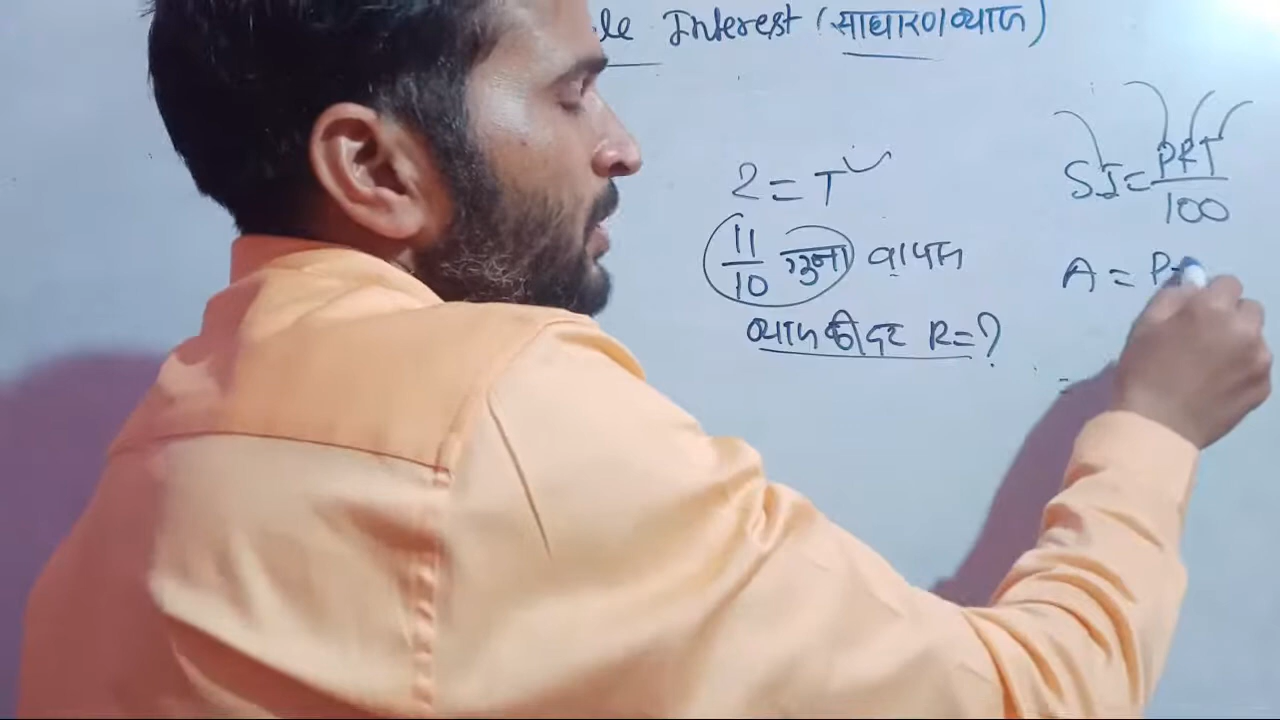 le Interest (साधारण ब्याज)
2 = T
11/10 गुना वापस
ब्याज की दर R = ?
SI = PRT/100
A = P